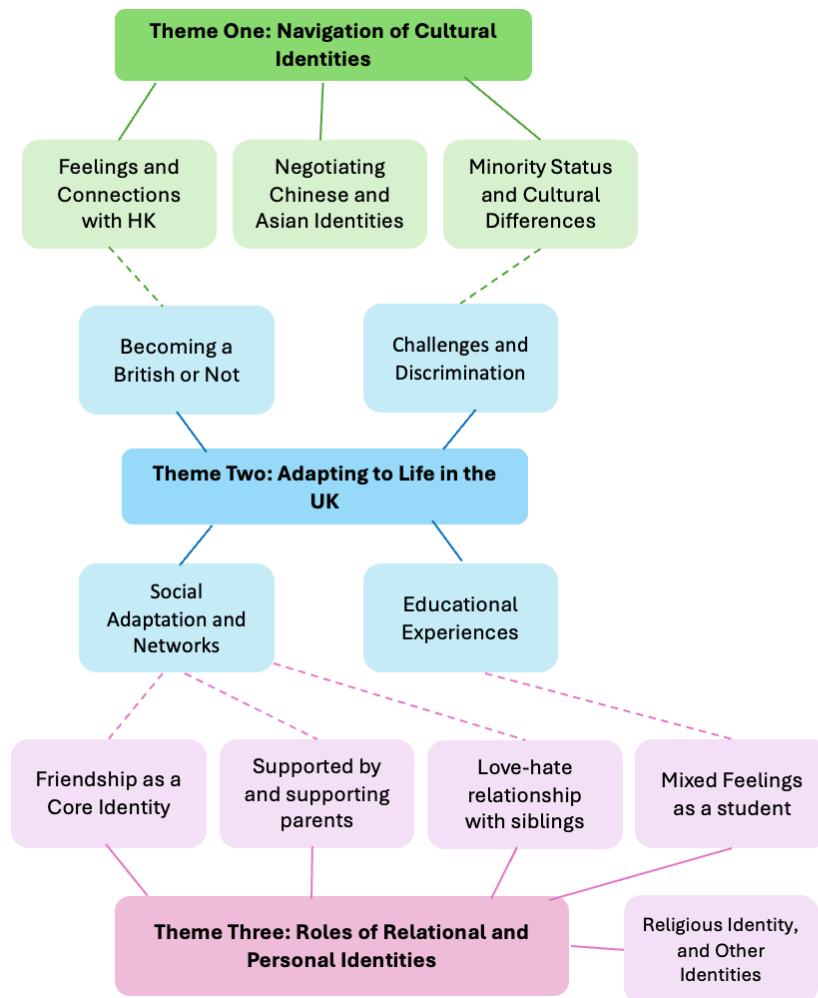 Theme One: Navigation of Cultural
Identities
Feelings and
Connections
with HK
Negotiating
Chinese and
Asian Identities
Minority Status
and Cultural
Differences
Becoming a
British or Not
Challenges and
Discrimination
Theme Two: Adapting to Life in the
UK
Social
Adaptation and
Networks
Educational
Experiences
Friendship as a
Core Identity
Supported by
and supporting
parents
Love-hate
relationship
with siblings
Mixed Feelings
as a student
Theme Three: Roles of Relational and
Personal Identities
Religious Identity,
and Other
Identities